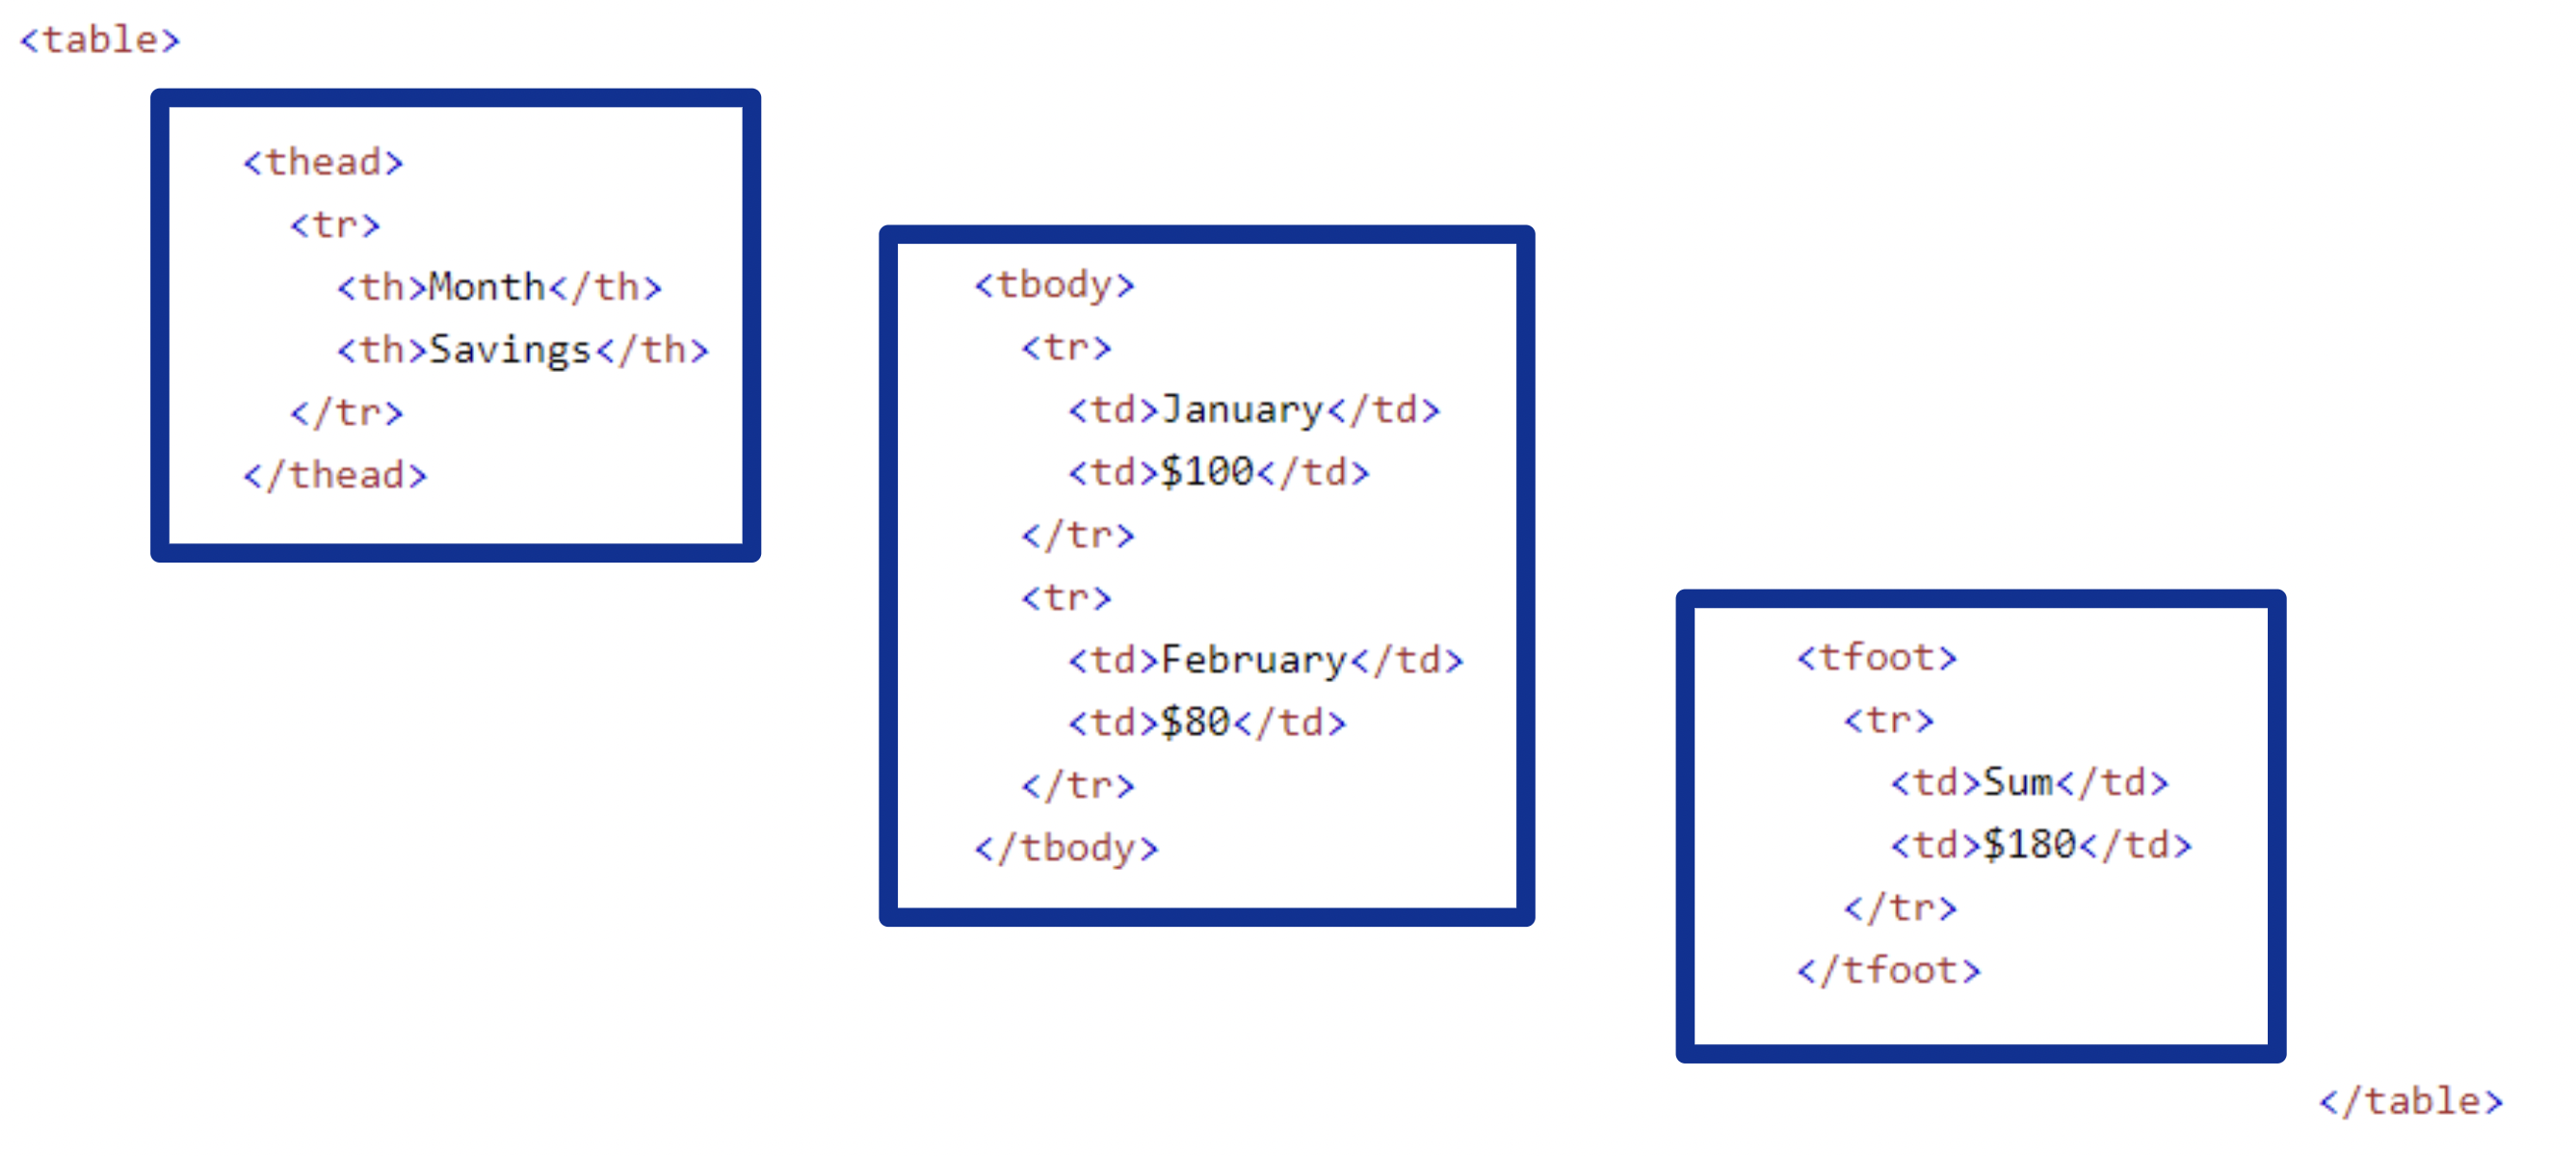 <table>
<thead>
<tr>
<th>Month</th>
<th>Savings</th>
</tr>
</thead>
<tbody>
<tr>
<td>January</td>
<td>$100</td>
</tr>
<tr>
<td>February</td>
<td>$80</td>
</tr>
</tbody>
<tfoot>
<tr>
<td>Sum</td>
<td>$180</td>
</tr>
</tfoot>
</table>